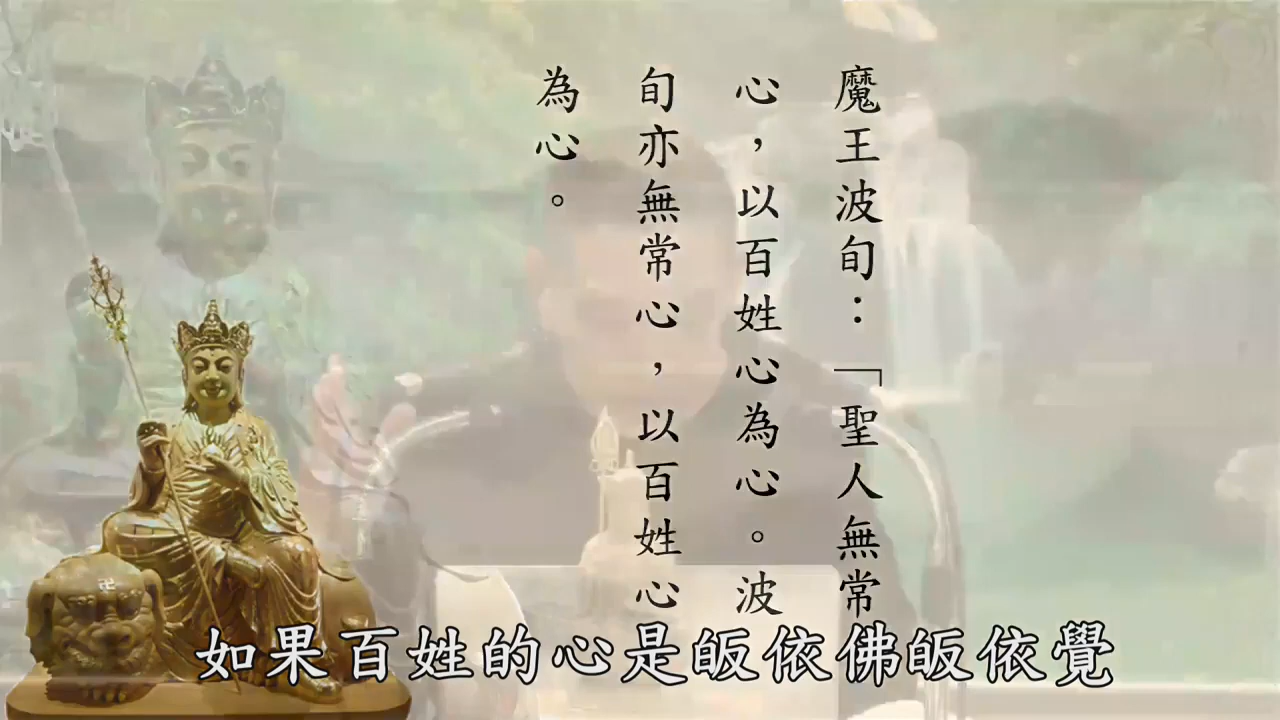 魔王波旬：「聖人無常
心，以百姓心為心。波
旬亦無常心，以百姓心
為心。
如果百姓的心是皈依佛皈依覺